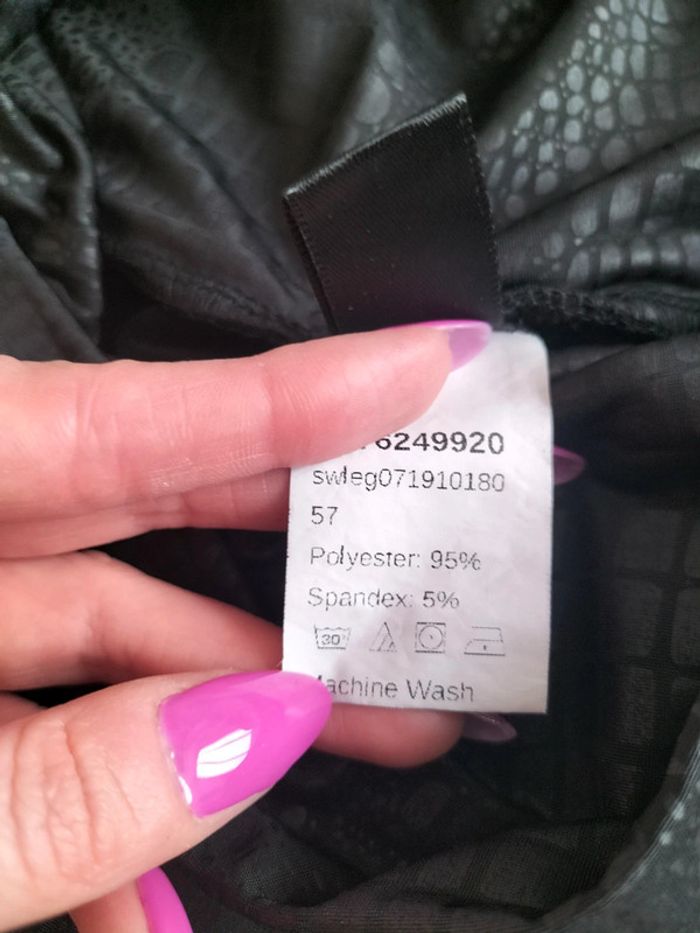 6249920
swleg071910180
57
Polyester: 95%
Spandex: 5%
30
Machine Wash